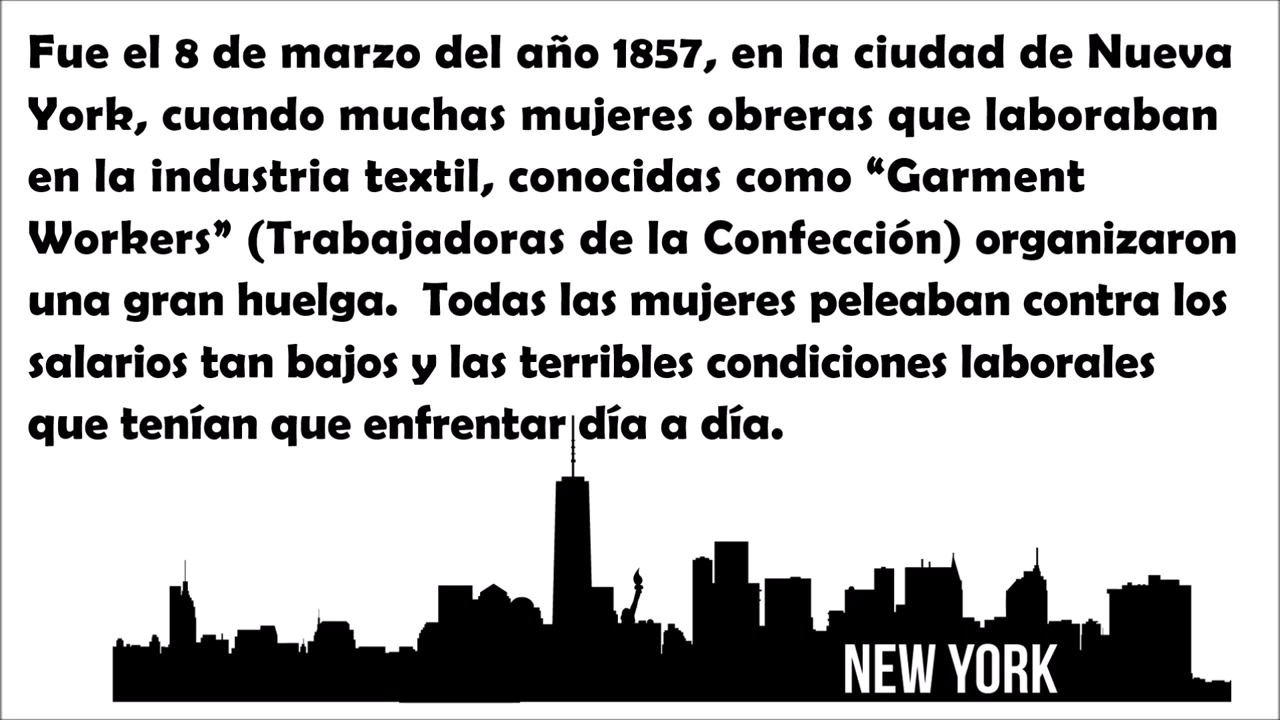 Fue el 8 de marzo del año 1857, en la ciudad de Nueva
York, cuando muchas mujeres obreras que laboraban
en la industria textil, conocidas como “Garment
Workers” (Trabajadoras de la Confección) organizaron
una gran huelga.  Todas las mujeres peleaban contra los
salarios tan bajos y las terribles condiciones laborales
que tenían que enfrentar día a día.
NEW YORK